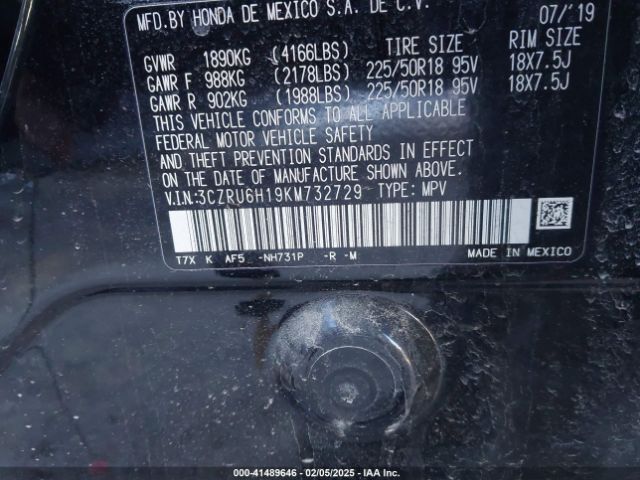 MFD.BY HONDA DE MEXICO S.A. DE C.V. 07/'19
GVWR 1890KG (4166LBS) TIRE SIZE RIM SIZE
GAWR F 988KG (2178LBS) 225/50R18 95V 18X7.5J
GAWR R 902KG (1988LBS) 225/50R18 95V 18X7.5J
THIS VEHICLE CONFORMS TO ALL APPLICABLE
FEDERAL MOTOR VEHICLE SAFETY
AND THEFT PREVENTION STANDARDS IN EFFECT
ON THE DATE OF MANUFACTURE SHOWN ABOVE.
V.I.N:3CZRU6H19KM732729 TYPE: MPV
T7X K AF5 -NH731P -R -M MADE IN MEXICO
000-41489646 - 02/05/2025 - IAA Inc.